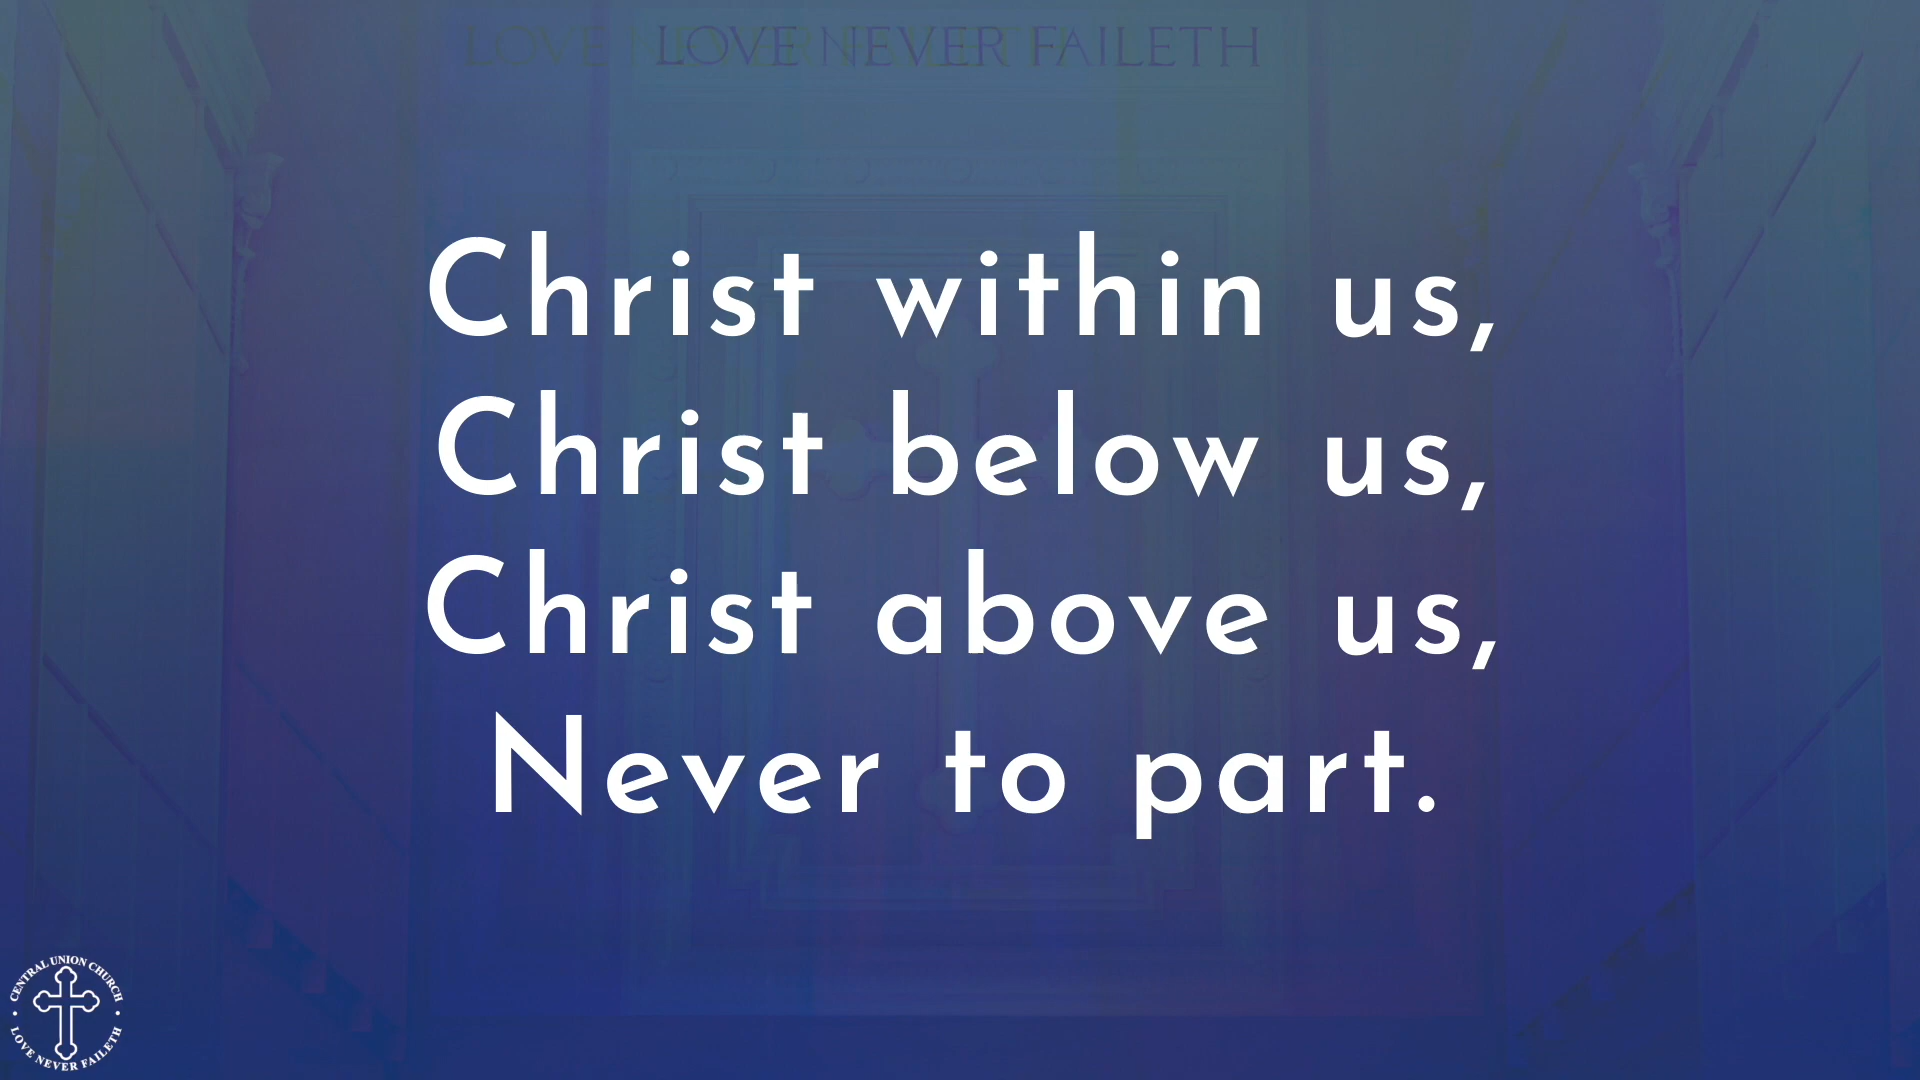 LOVE NEVER FAILETH
Christ within us,
Christ below us,
Christ above us,
Never to part.
CENTRAL UNION CHURCH
LOVE NEVER FAILETH